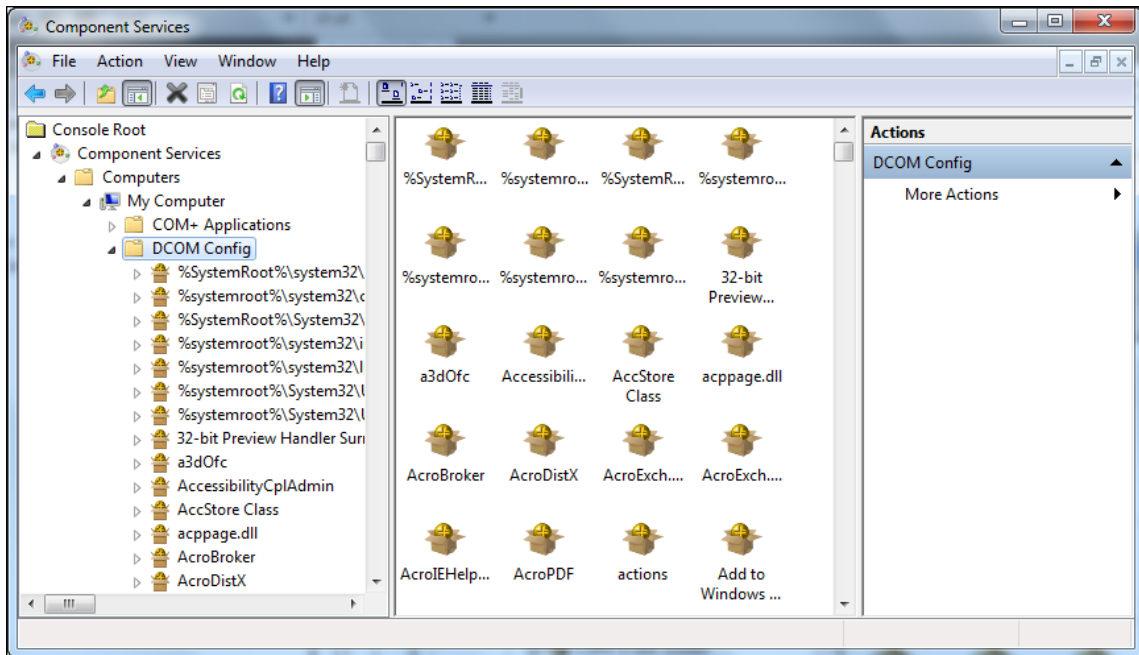 Component Services
File Action View Window Help
Console Root
Component Services
Computers
My Computer
COM+ Applications
DCOM Config
%SystemRoot%\system32\
%systemroot%\system32\c
%SystemRoot%\System32\
%systemroot%\system32\i
%systemroot%\system32\l
%systemroot%\System32\
%systemroot%\System32\
32-bit Preview Handler Surr
a3dOfc
AccessibilityCplAdmin
AccStore Class
acppage.dll
AcroBroker
AcroDistX
%SystemR... %systemro... %SystemR... %systemro...
%systemro... %systemro... %systemro... 32-bit
Preview...
a3dOfc Accessibili... AccStore acppage.dll
Class
AcroBroker AcroDistX AcroExch.... AcroExch....
AcroIEHelp... AcroPDF actions Add to
Windows ...
Actions
DCOM Config
More Actions